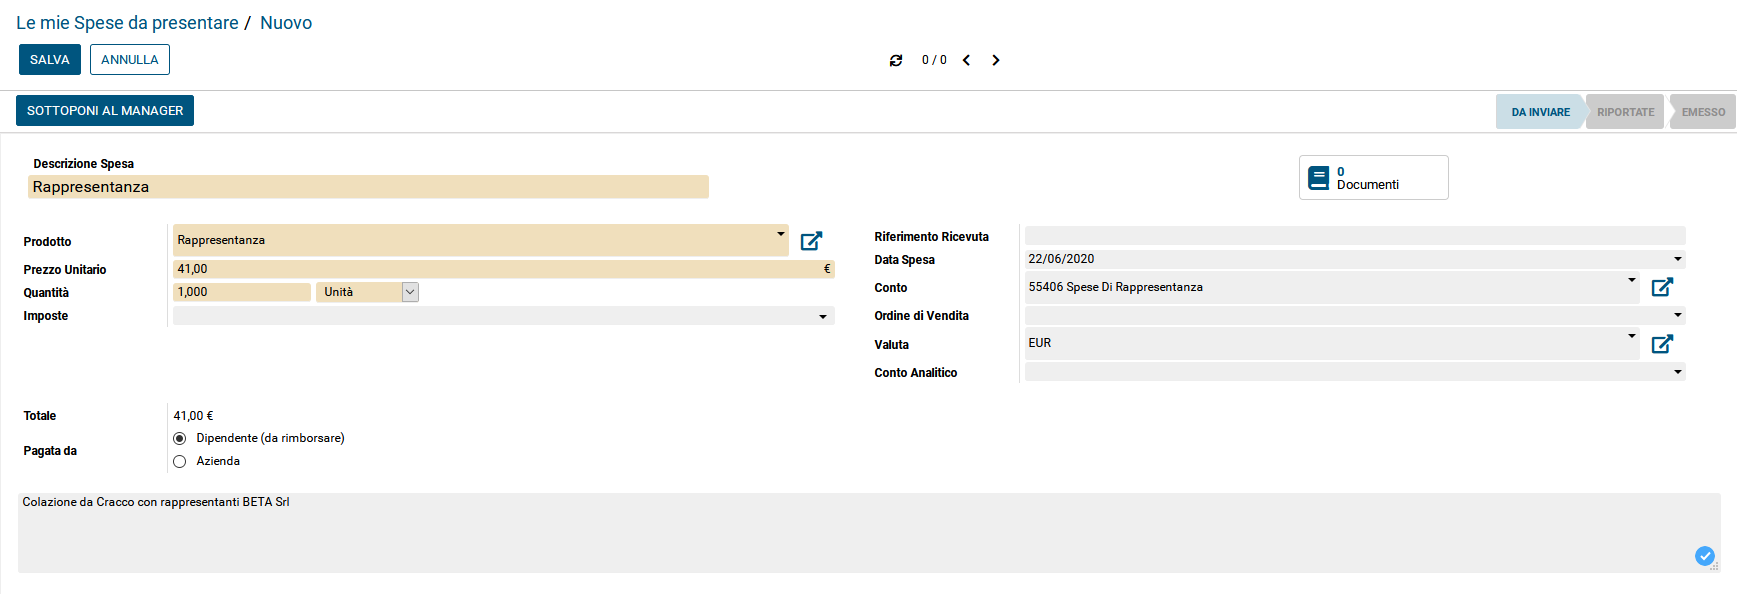 Le mie Spese da presentare / Nuovo
SALVA
ANNULLA
0 / 0
SOTTOPONI AL MANAGER
DA INVIARE
RIPORTATE
EMESSO
Descrizione Spesa
Rappresentanza
0
Documenti
Prodotto
Rappresentanza
Prezzo Unitario
41,00
€
Quantità
1,000
Unità
Imposte
Riferimento Ricevuta
Data Spesa
22/06/2020
Conto
55406 Spese Di Rappresentanza
Ordine di Vendita
Valuta
EUR
Conto Analitico
Totale
41,00 €
Pagata da
Dipendente (da rimborsare)
Azienda
Colazione da Cracco con rappresentanti BETA Srl